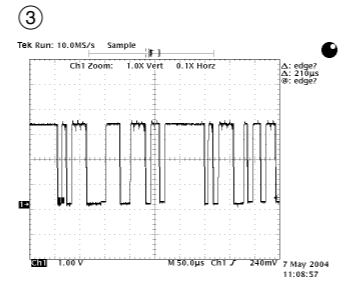 ③
Tek Run: 10.0MS/s Sample
Ch1 Zoom: 1.0X Vert 0.1X Horz
Δ: edge?
Δ: 210µs
@: edge?
1→
Ch1 1.00 V M 50.0µs Ch1 240mV
7 May 2004
11:08:57